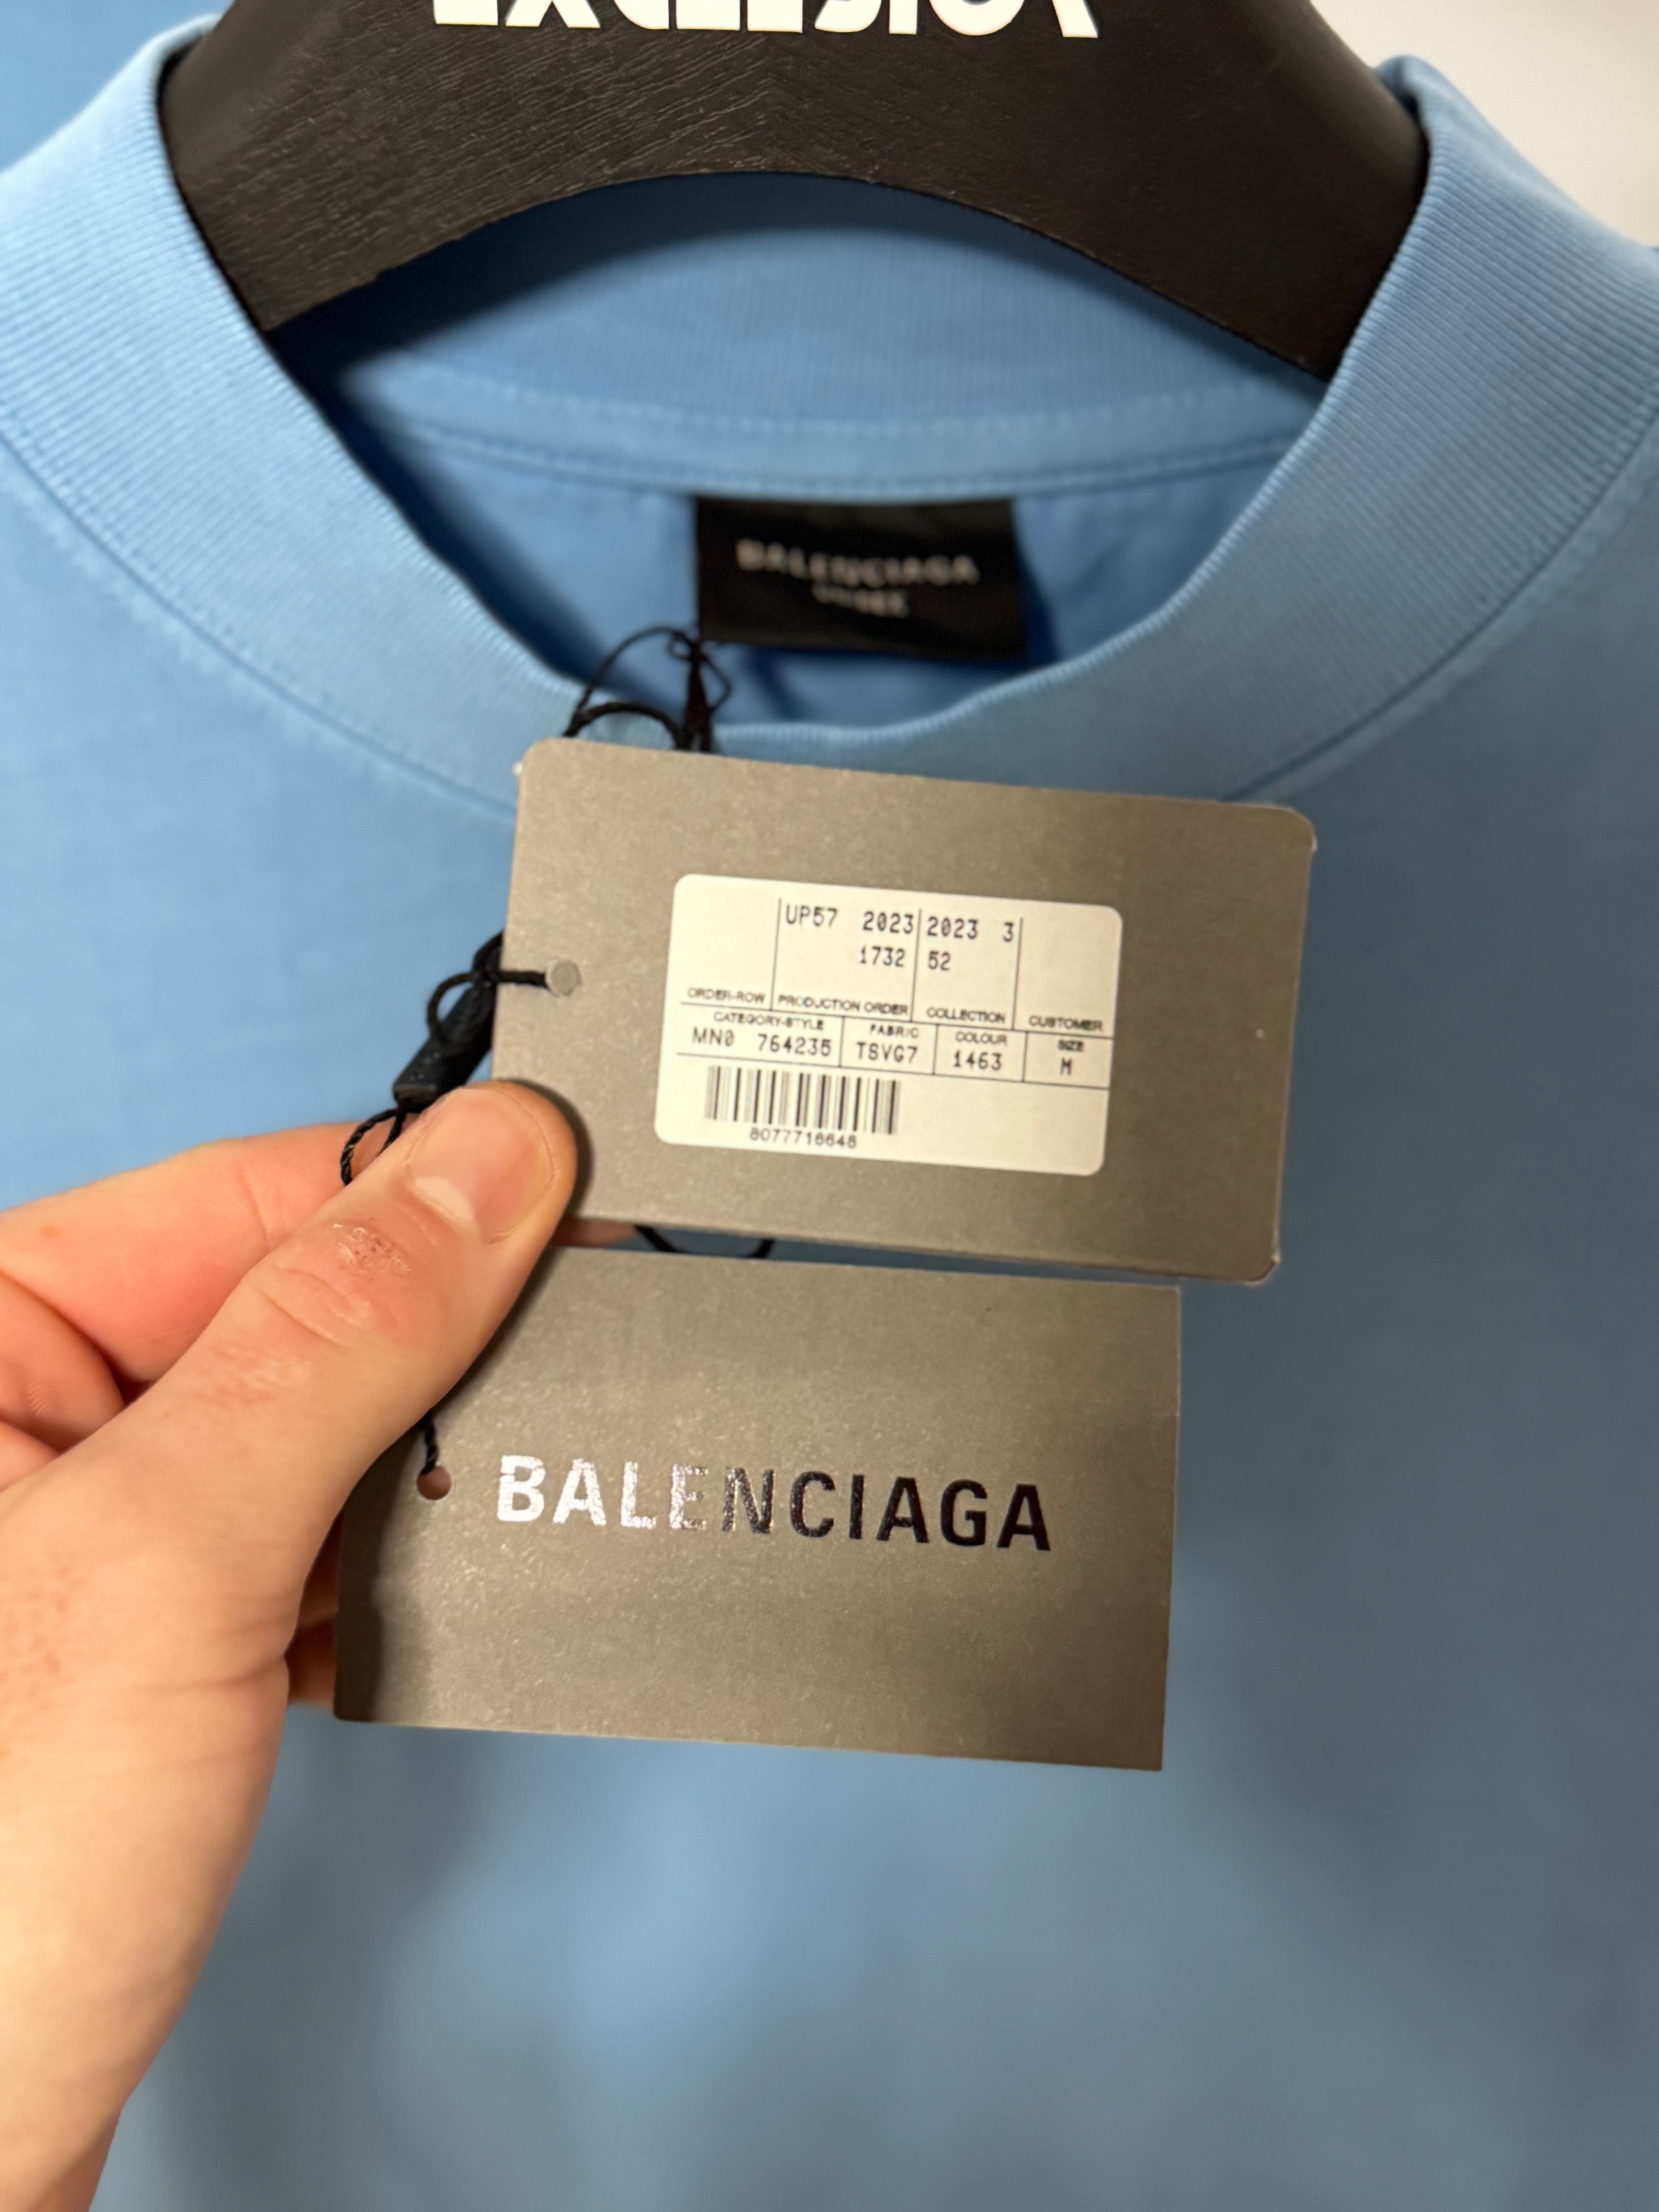 EXCELSIOR
BALENCIAGA
UP57 2023 2023 3
1732 52
ORDER-ROW PRODUCTION ORDER COLLECTION CUSTOMER
CATEGORY-STYLE FABRIC COLOUR SIZE
MN0 764235 TSVG7 1463 M
8077716648
BALENCIAGA